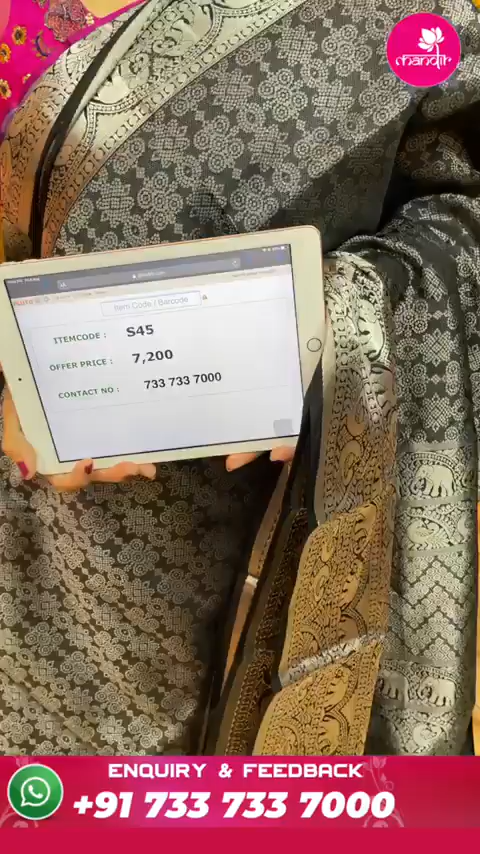 mandir
Item Code / Barcode
ITEMCODE : S45
OFFER PRICE : 7,200
CONTACT NO : 733 733 7000
ENQUIRY & FEEDBACK
+91 733 733 7000